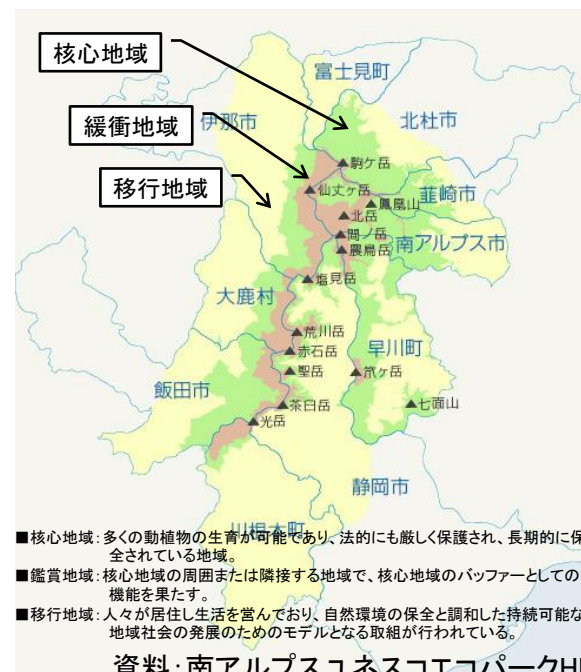 核心地域
富士見町
北杜市
緩衝地域
伊那市
▲駒ケ岳
移行地域
▲仙丈ヶ岳
韮崎市
▲鳳凰山
▲北岳
▲間ノ岳
南アルプス市
▲農鳥岳
▲塩見岳
大鹿村
▲荒川岳
早川町
▲赤石岳
▲聖岳
▲笊ヶ岳
飯田市
▲茶臼岳
▲七面山
▲光岳
静岡市
川根本町
■核心地域:多くの動植物の生育が可能であり、法的にも厳しく保護され、長期的に保
全されている地域。
■鑑賞地域:核心地域の周囲または隣接する地域で、核心地域のバッファーとしての
機能を果たす。
■移行地域:人々が居住し生活を営んでおり、自然環境の保全と調和した持続可能な
地域社会の発展のためのモデルとなる取組が行われている。
資料:南アルプスユネスコエコパークHP